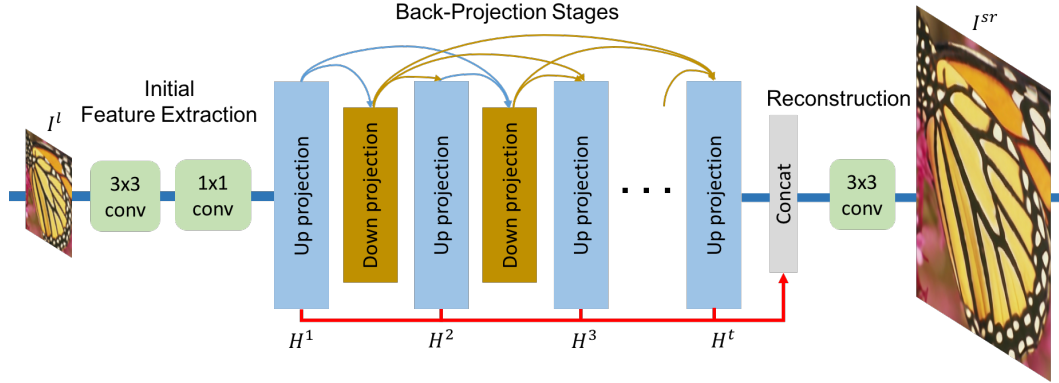 Back-Projection Stages
Initial
Feature Extraction
Reconstruction
I^l
I^{sr}
3x3
conv
1x1
conv
Up projection
Down projection
Up projection
Down projection
Up projection
. . .
Up projection
Concat
3x3
conv
H^1
H^2
H^3
H^t